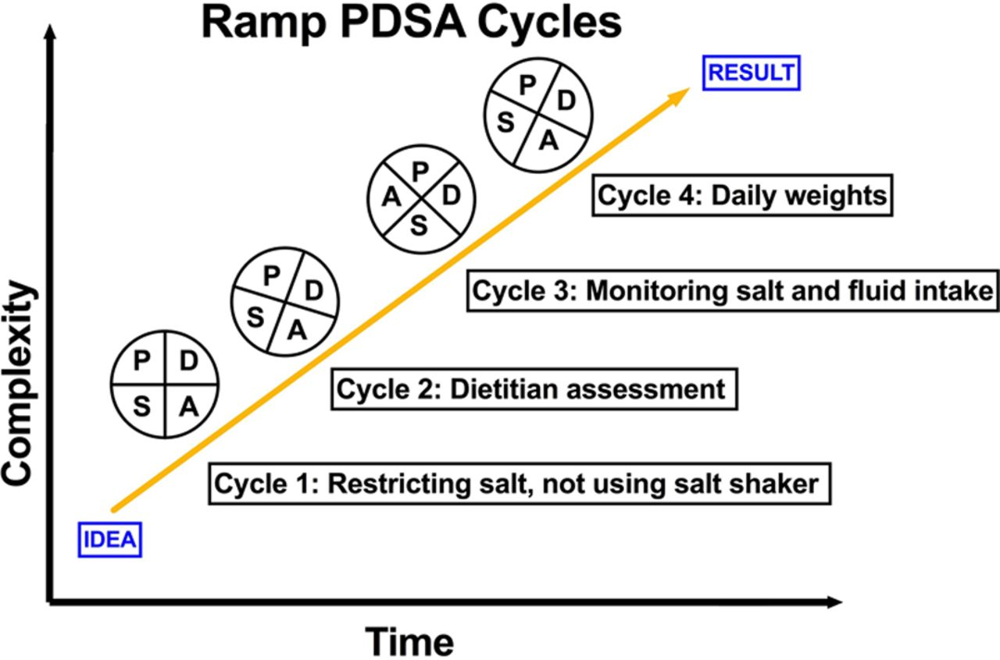 Ramp PDSA Cycles
RESULT
P
D
S
A
Cycle 4: Daily weights
P
A
D
S
Cycle 3: Monitoring salt and fluid intake
P
D
S
A
Cycle 2: Dietitian assessment
P
D
S
A
Cycle 1: Restricting salt, not using salt shaker
IDEA
Complexity
Time